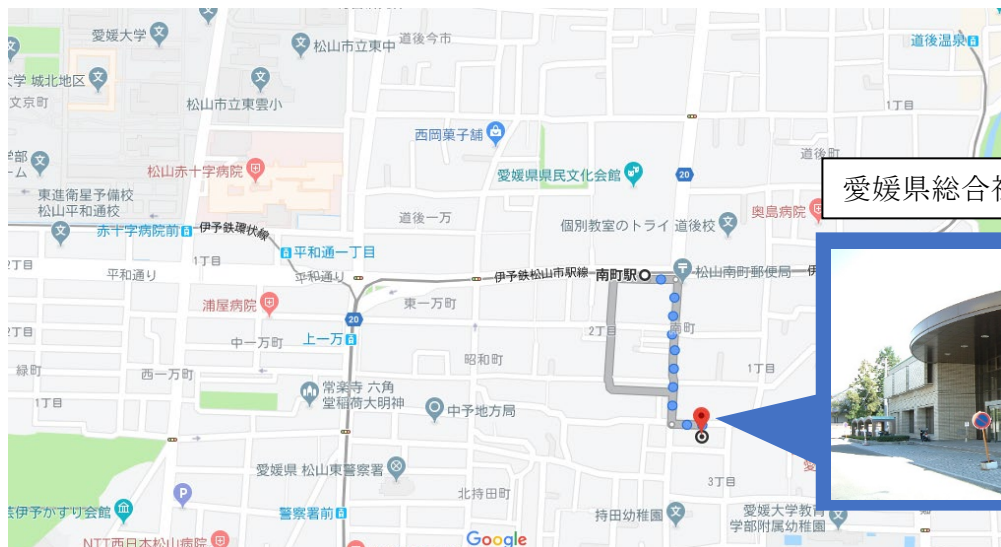 愛媛大学
松山市立東中
道後今市
道後温泉
大学 城北地区
文京町
松山市立東雲小
1丁目
西岡菓子舗
道後町
松山赤十字病院
愛媛県県民文化会館
20
愛媛県総合
東進衛星予備校
松山平和通校
道後一万
個別教室のトライ 道後校
奥島病院
赤十字病院前
伊予鉄環状線
平和通一丁目
1丁目
2丁目
平和通り
平和通り
伊予鉄松山市駅線
南町駅
松山南町郵便局
浦屋病院
東一万町
20
2丁目
南町
2丁目
中一万町
上一万
昭和町
緑町
西一万町
1丁目
常楽寺 六角
堂稲荷大明神
中予地方局
1丁目
愛媛県 松山東警察署
3丁目
北持田町
P
伊予かすり会館
警察署前
持田幼稚園
愛媛大学教育
学部附属幼稚園
NTT西日本松山病院
Google